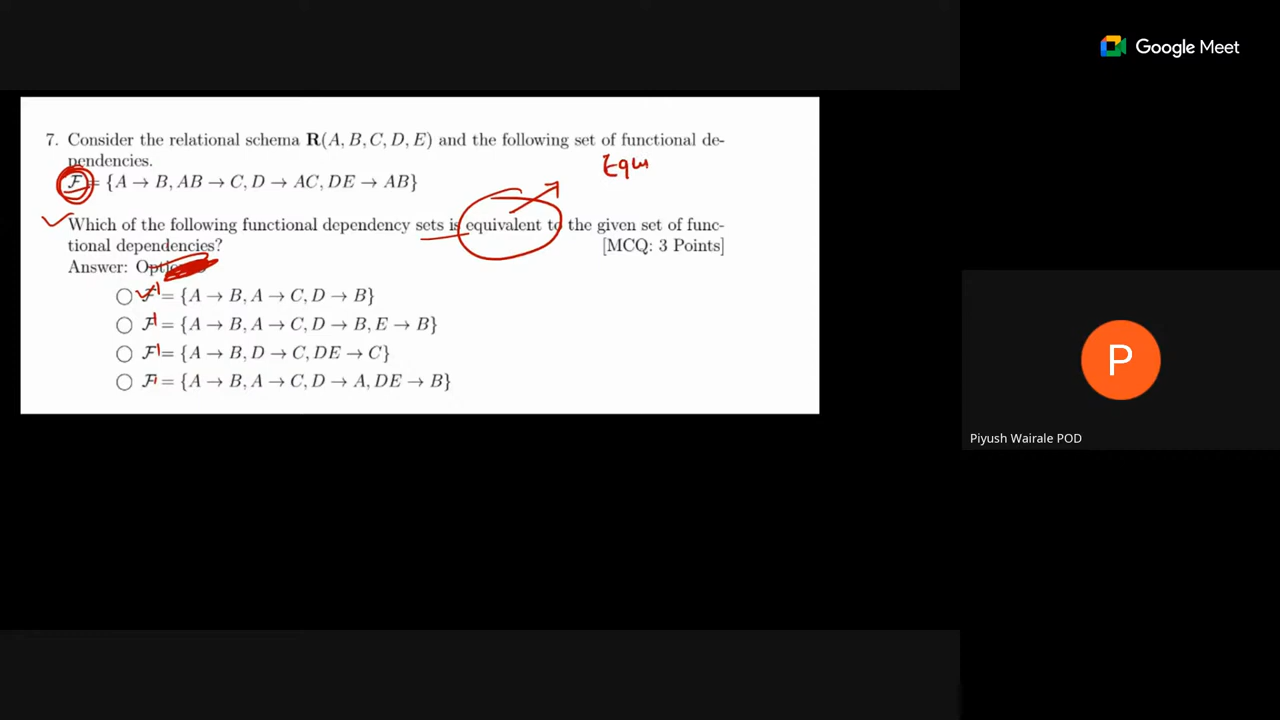 Google Meet
7. Consider the relational schema R(A, B, C, D, E) and the following set of functional de-
pendencies.
Equ
F = {A → B, AB → C, D → AC, DE → AB}
Which of the following functional dependency sets is equivalent to the given set of func-
tional dependencies? [MCQ: 3 Points]
Answer:
F' = {A → B, A → C, D → B}
F' = {A → B, A → C, D → B, E → B}
F' = {A → B, D → C, DE → C}
F' = {A → B, A → C, D → A, DE → B}
P
Piyush Wairale POD